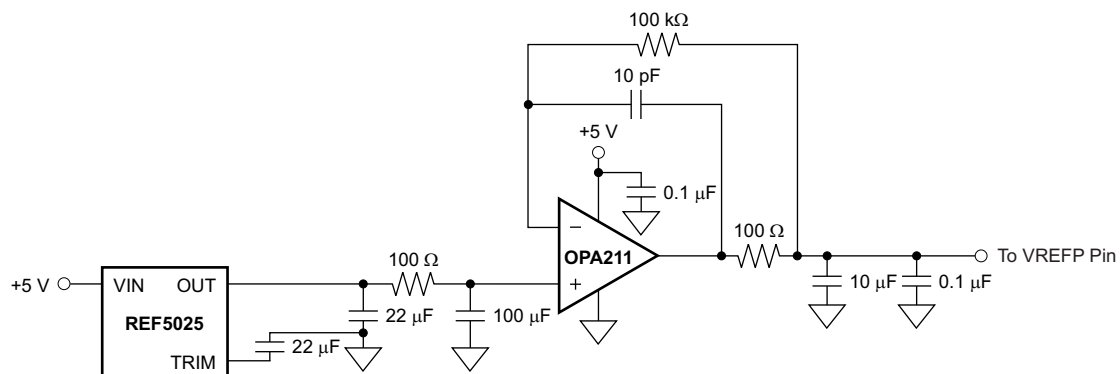 100 kΩ
10 pF
+5 V
0.1 μF
100 Ω
OPA211
−
+
To VREFP Pin
10 μF
0.1 μF
100 Ω
+5 V
VIN
OUT
REF5025
TRIM
22 μF
22 μF
100 μF